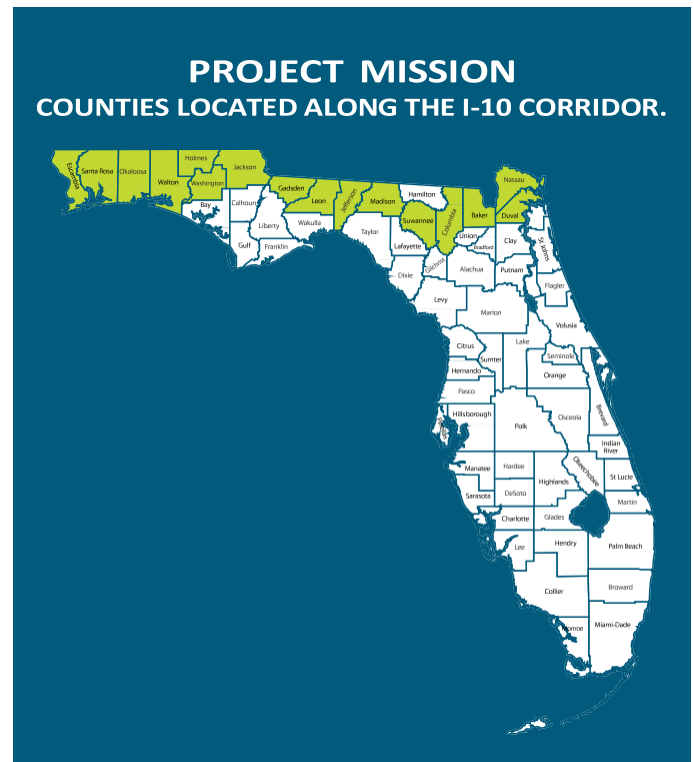 PROJECT MISSION
COUNTIES LOCATED ALONG THE I-10 CORRIDOR.
Escambia
Santa Rosa
Okaloosa
Walton
Holmes
Washington
Jackson
Bay
Calhoun
Gulf
Liberty
Franklin
Gadsden
Leon
Wakulla
Jefferson
Madison
Taylor
Hamilton
Suwannee
Lafayette
Dixie
Columbia
Gilchrist
Baker
Union
Bradford
Nassau
Duval
Clay
St Johns
Alachua
Putnam
Flagler
Levy
Marion
Volusia
Citrus
Sumter
Lake
Seminole
Hernando
Orange
Pasco
Hillsborough
Polk
Osceola
Brevard
Indian
River
Manatee
Hardee
Highlands
Okeechobee
St Lucie
Sarasota
DeSoto
Martin
Charlotte
Glades
Lee
Hendry
Palm Beach
Collier
Broward
Monroe
Miami-Dade